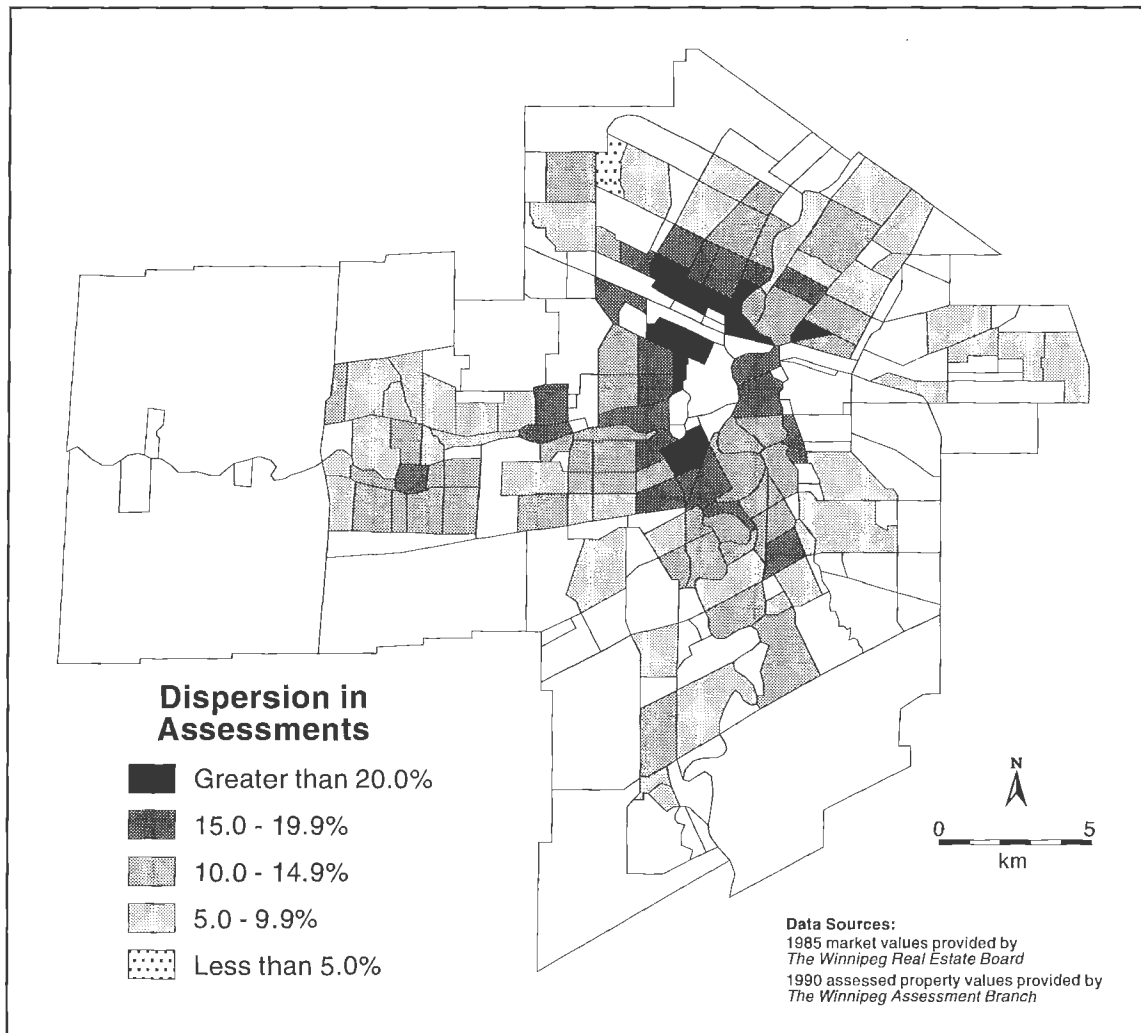 Dispersion in
Assessments
Greater than 20.0%
15.0 - 19.9%
10.0 - 14.9%
5.0 - 9.9%
Less than 5.0%
N
0 5
km
Data Sources:
1985 market values provided by
The Winnipeg Real Estate Board
1990 assessed property values provided by
The Winnipeg Assessment Branch